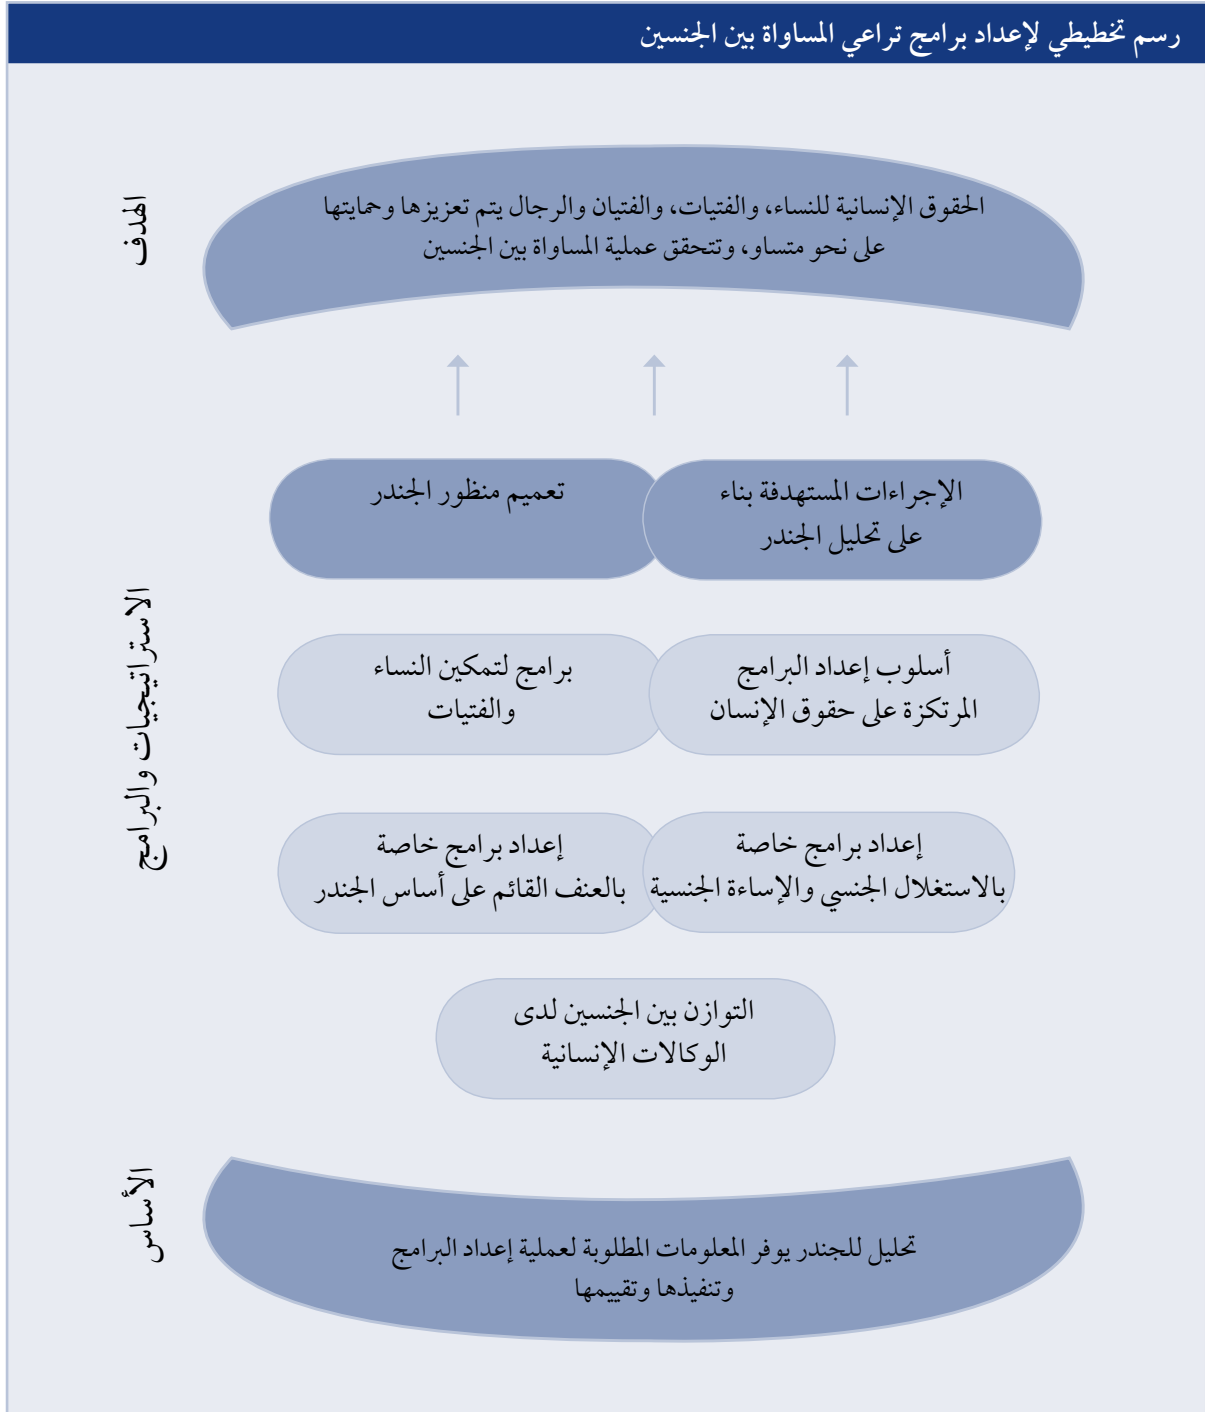 رسم تخطيطي لإعداد برامج تراعي المساواة بين الجنسين
الهدف
الحقوق الإنسانية للنساء، والفتيات، والفتيان والرجال يتم تعزيزها وحمايتها
على نحو متساو، وتتحقق عملية المساواة بين الجنسين
الاستراتيجيات والبرامج
الإجراءات المستهدفة بناء
على تحليل الجندر
تعميم منظور الجندر
أسلوب إعداد البرامج
المرتكزة على حقوق الإنسان
برامج لتمكين النساء
والفتيات
إعداد برامج خاصة
بالاستغلال الجنسي والإساءة الجنسية
إعداد برامج خاصة
بالعنف القائم على أساس الجندر
التوازن بين الجنسين لدى
الوكالات الإنسانية
الأساس
تحليل للجندر يوفر المعلومات المطلوبة لعملية إعداد البرامج
وتنفيذها وتقييمها